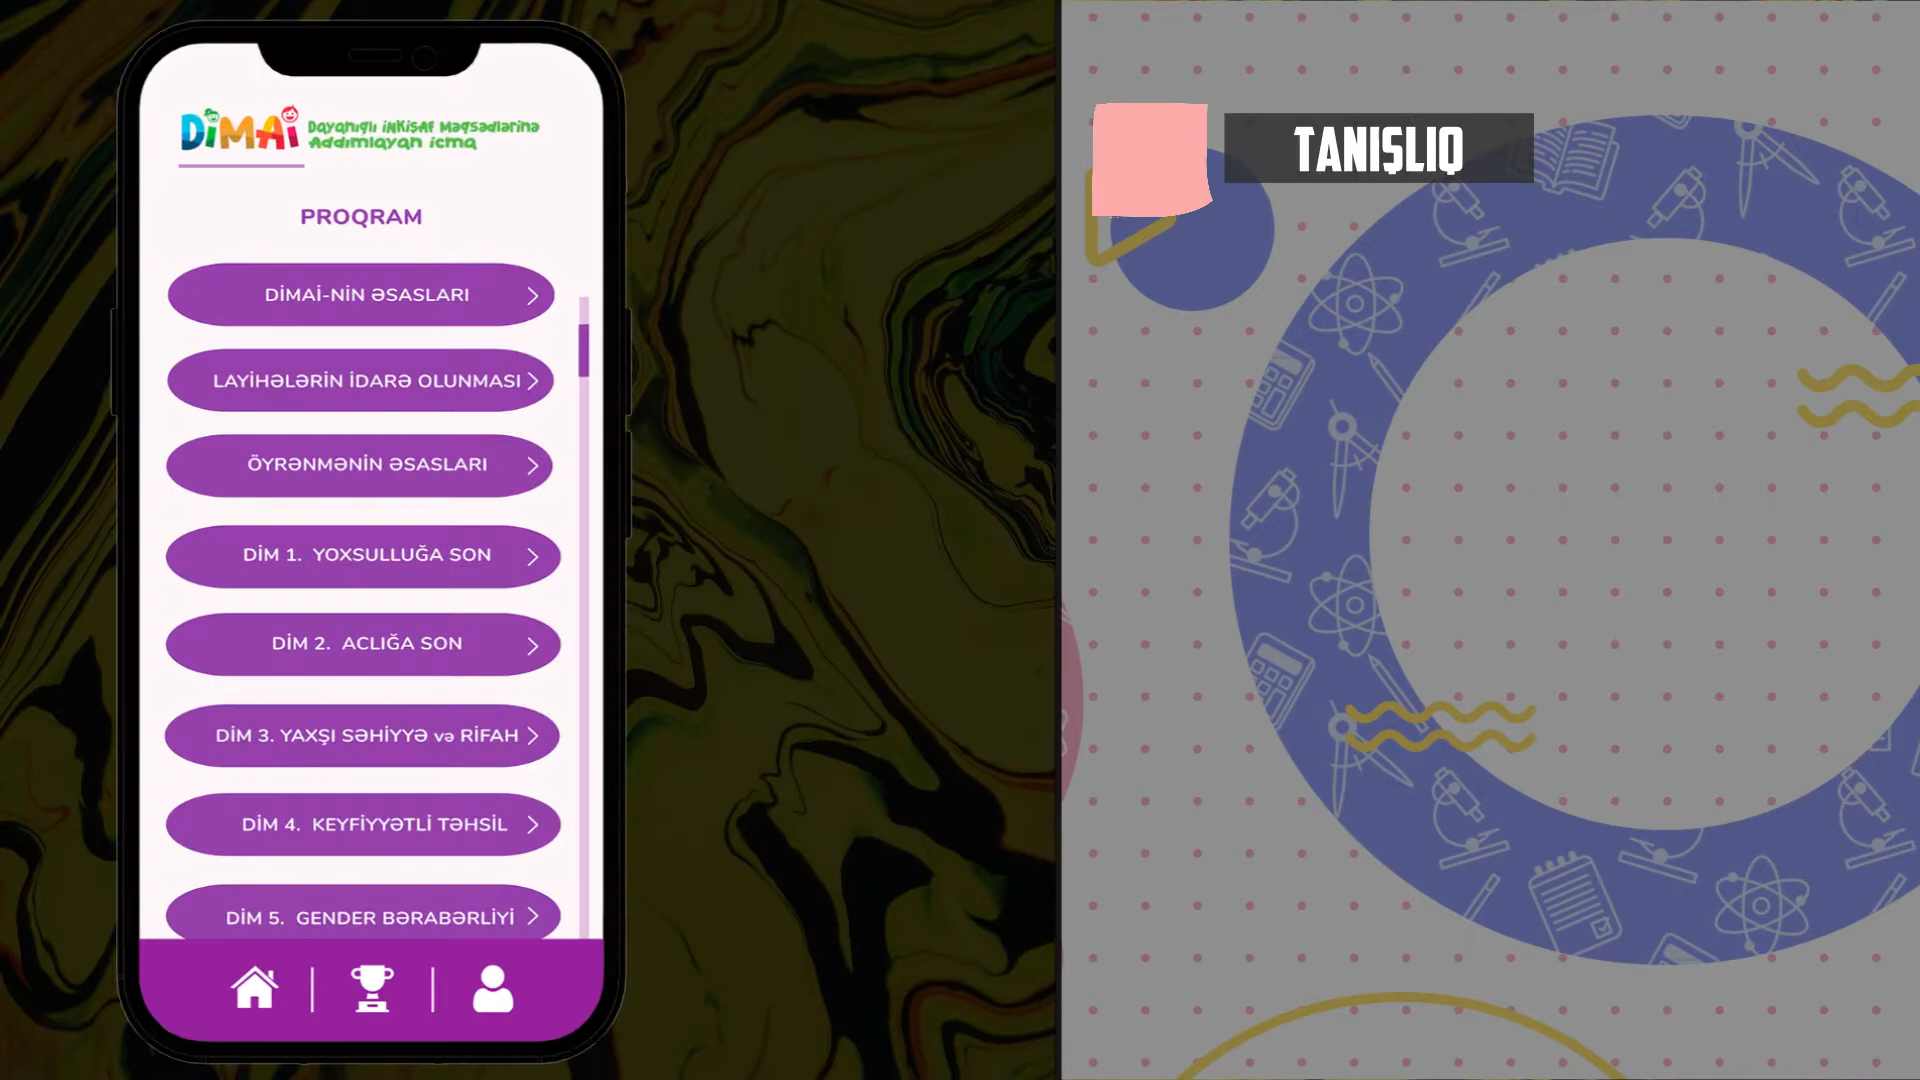 DiMAi
Dayanıqlı inkişaf Məqsədlərinə
Addımlayan icma
PROQRAM
DİMAİ-NİN ƏSASLARI
LAYİHƏLƏRİN İDARƏ OLUNMASI
ÖYRƏNMƏNİN ƏSASLARI
DİM 1. YOXSULLUĞA SON
DİM 2. ACLIĞA SON
DİM 3. YAXŞI SƏHİYYƏ və RİFAH
DİM 4. KEYFİYYƏTLİ TƏHSİL
DİM 5. GENDER BƏRABƏRLİYİ
TANIŞLIQ